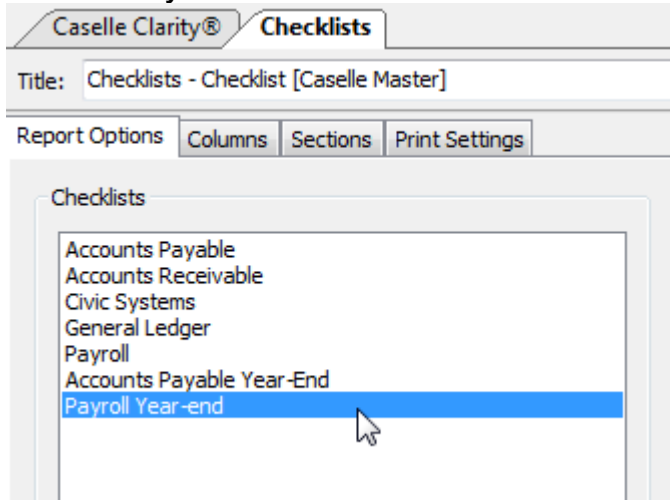 Caselle Clarity® Checklists
Title: Checklists - Checklist [Caselle Master]
Report Options Columns Sections Print Settings
Checklists
Accounts Payable
Accounts Receivable
Civic Systems
General Ledger
Payroll
Accounts Payable Year-End
Payroll Year-end